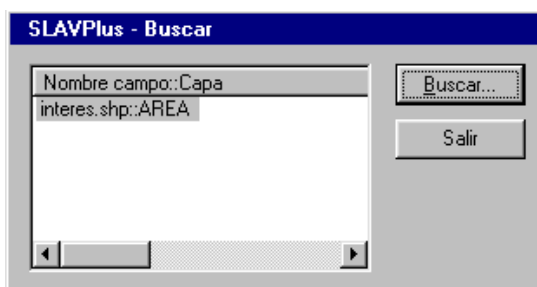 SLAVPlus - Buscar
Nombre campo::Capa
interes.shp::AREA
Buscar...
Salir